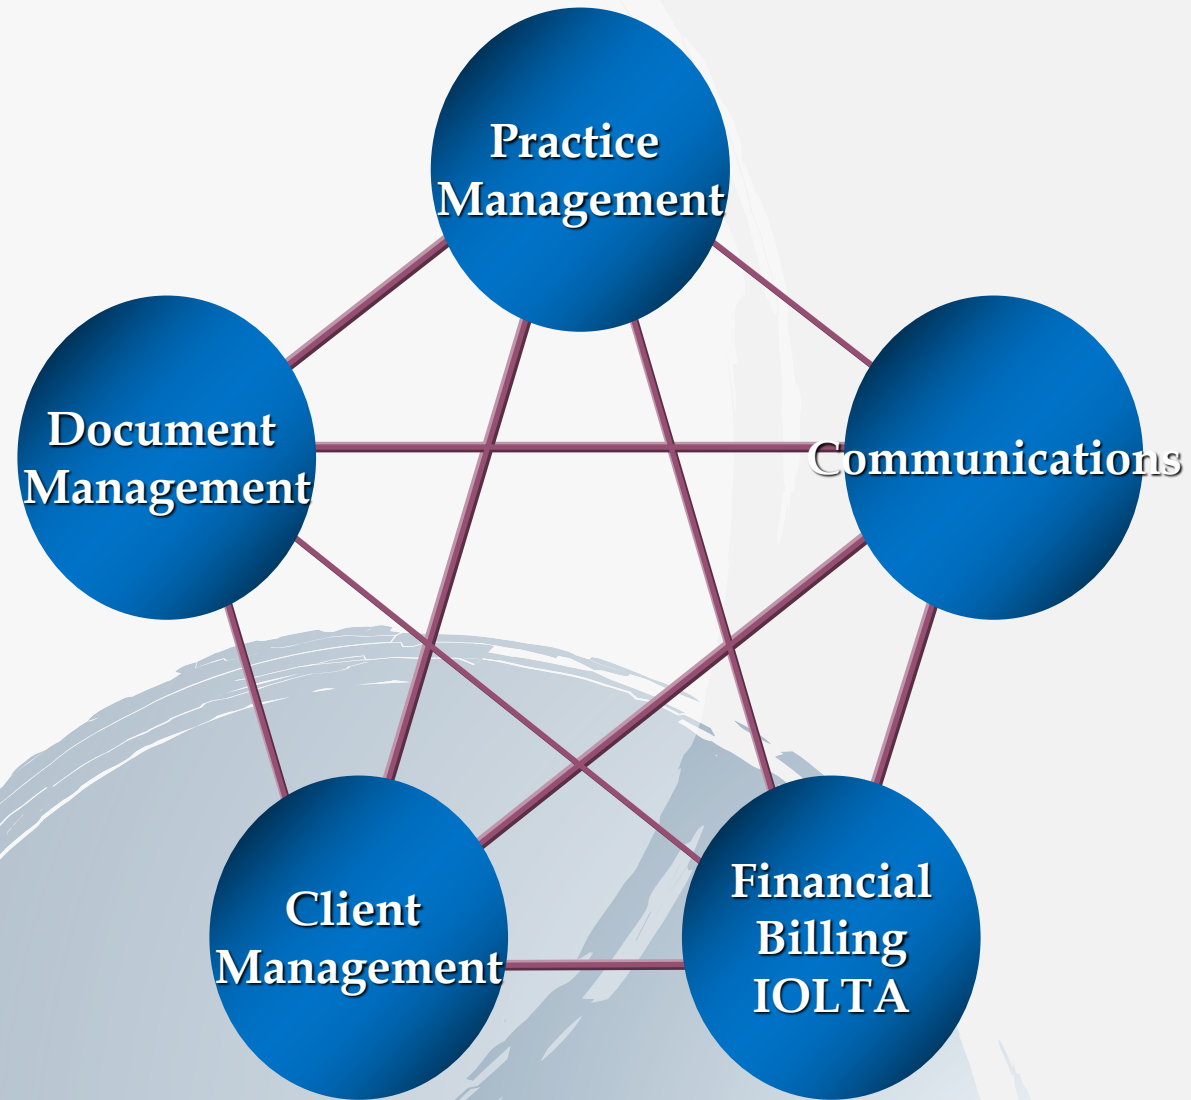 Practice
Management
Document
Management
Communications
Client
Management
Financial
Billing
IOLTA